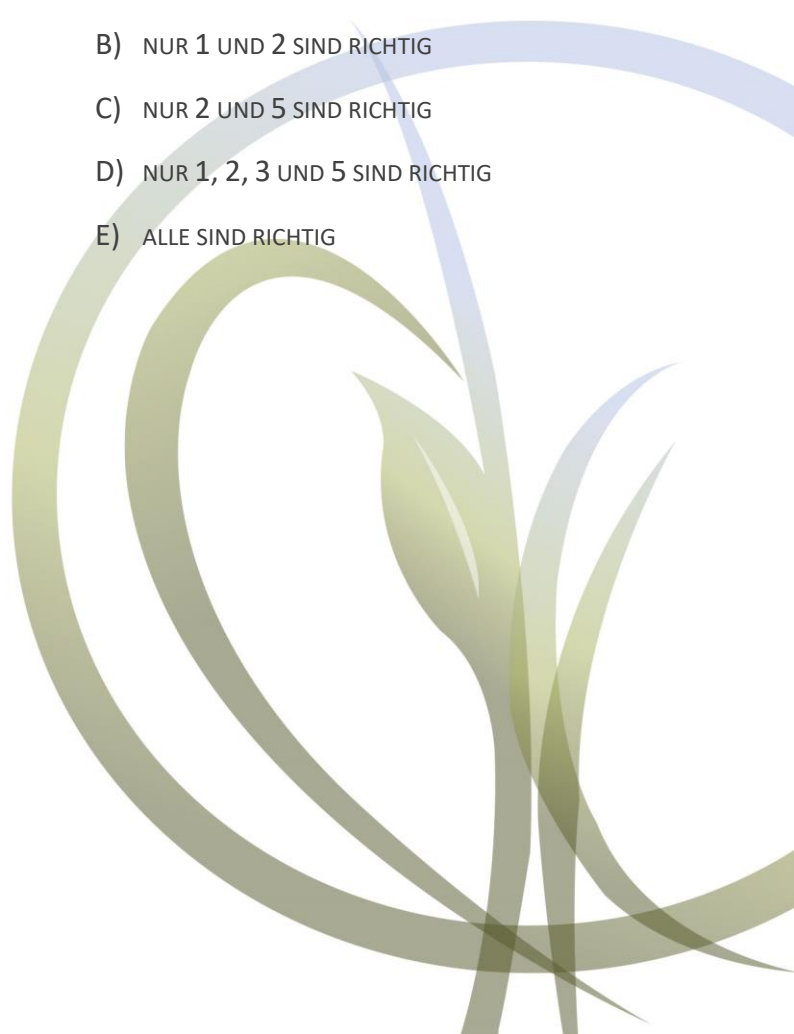 B) NUR 1 UND 2 SIND RICHTIG
C) NUR 2 UND 5 SIND RICHTIG
D) NUR 1, 2, 3 UND 5 SIND RICHTIG
E) ALLE SIND RICHTIG